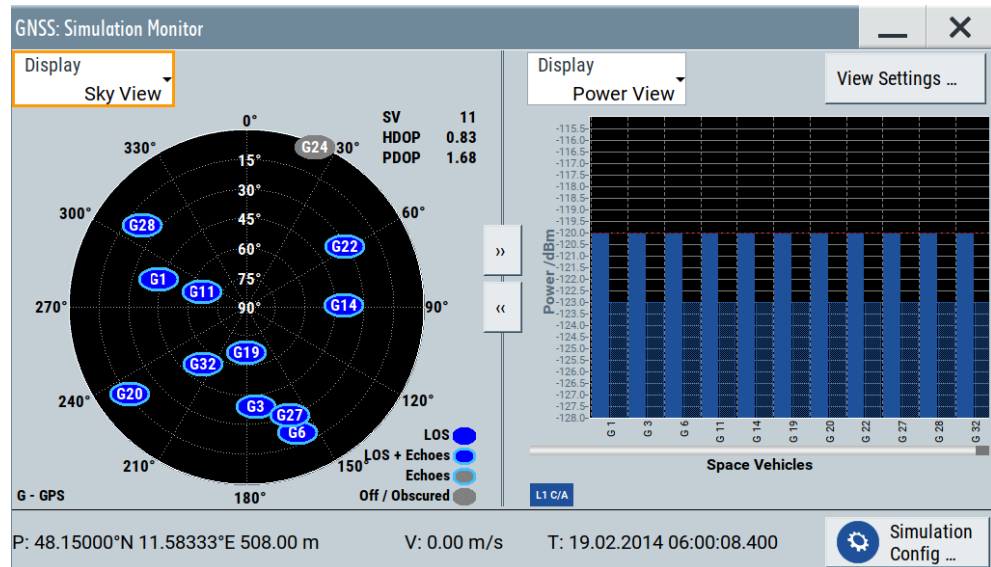 GNSS: Simulation Monitor
Display
Sky View
SV 11
HDOP 0.83
PDOP 1.68
0°
330°
30°
G24
15°
30°
300°
60°
G28
45°
G22
60°
G1
75°
G11
270°
90°
G14
90°
G19
G32
240°
G20
120°
G3
G27
G6
210°
150°
180°
LOS
LOS + Echoes
Echoes
Off / Obscured
G - GPS
>>
<<
Display
Power View
View Settings ...
Power /dBm
-115.5
-116.5
-116.5
-117.0
-117.5
-118.0
-118.5
-119.0
-119.5
-120.0
-120.5
-121.0
-121.5
-122.0
-122.5
-123.0
-123.5
-124.0
-124.5
-125.0
-125.5
-126.0
-126.5
-127.0
-127.5
-128.0
G 1
G 3
G 6
G 11
G 14
G 19
G 20
G 22
G 27
G 28
G 32
Space Vehicles
L1 C/A
P: 48.15000°N 11.58333°E 508.00 m
V: 0.00 m/s
T: 19.02.2014 06:00:08.400
Simulation
Config ...